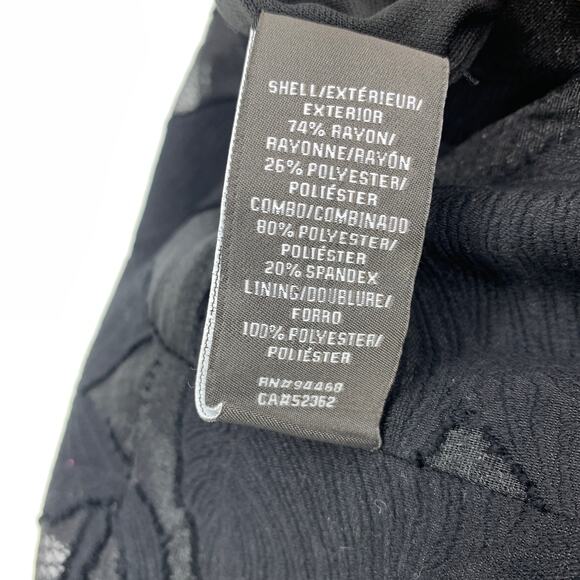 SHELL/EXTÉRIEUR/
EXTERIOR
74% RAYON/
RAYONNE/RAYÓN
26% POLYESTER/
POLIÉSTER
COMBO/COMBINADO
80% POLYESTER/
POLIÉSTER
20% SPANDEX
LINING/DOUBLURE/
FORRO
100% POLYESTER/
POLIÉSTER
RN#94468
CA#52362